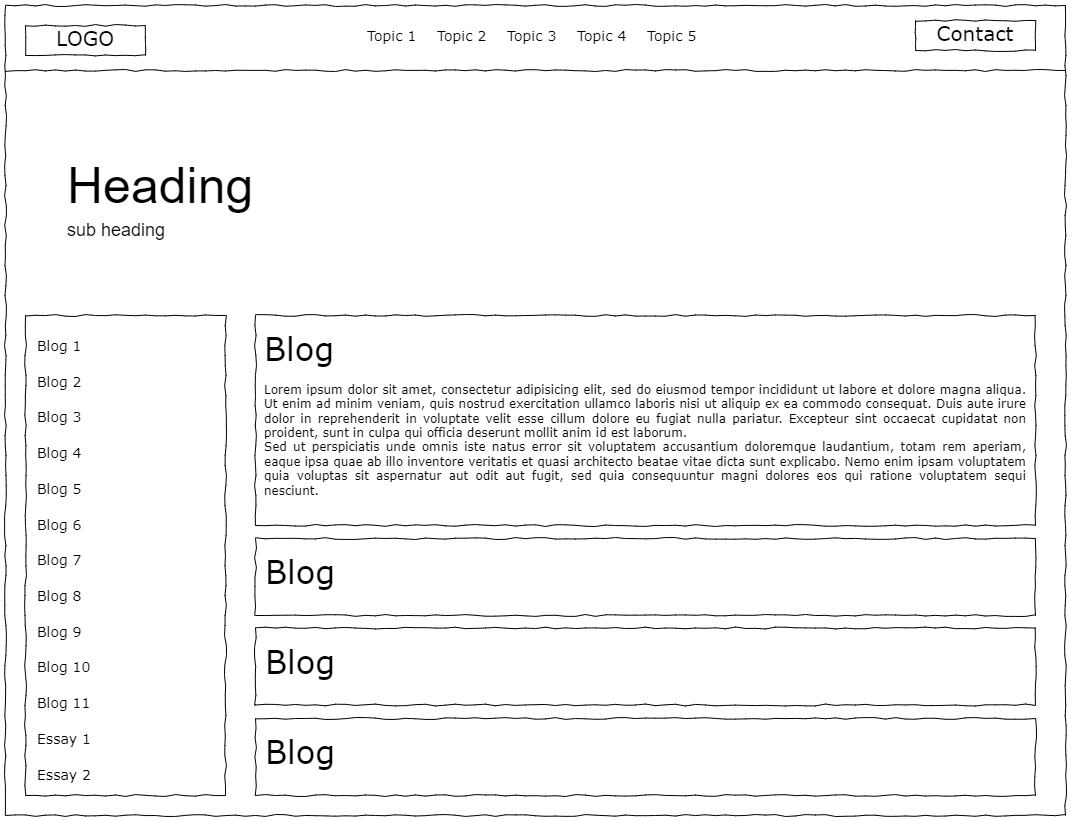 LOGO
Topic 1 Topic 2 Topic 3 Topic 4 Topic 5
Contact
Heading
sub heading
Blog 1
Blog 2
Blog 3
Blog 4
Blog 5
Blog 6
Blog 7
Blog 8
Blog 9
Blog 10
Blog 11
Essay 1
Essay 2
Blog
Lorem ipsum dolor sit amet, consectetur adipisicing elit, sed do eiusmod tempor incididunt ut labore et dolore magna aliqua.
Ut enim ad minim veniam, quis nostrud exercitation ullamco laboris nisi ut aliquip ex ea commodo consequat. Duis aute irure
dolor in reprehenderit in voluptate velit esse cillum dolore eu fugiat nulla pariatur. Excepteur sint occaecat cupidatat non
proident, sunt in culpa qui officia deserunt mollit anim id est laborum.
Sed ut perspiciatis unde omnis iste natus error sit voluptatem accusantium doloremque laudantium, totam rem aperiam,
eaque ipsa quae ab illo inventore veritatis et quasi architecto beatae vitae dicta sunt explicabo. Nemo enim ipsam voluptatem
quia voluptas sit aspernatur aut odit aut fugit, sed quia consequuntur magni dolores eos qui ratione voluptatem sequi
nesciunt.
Blog
Blog
Blog